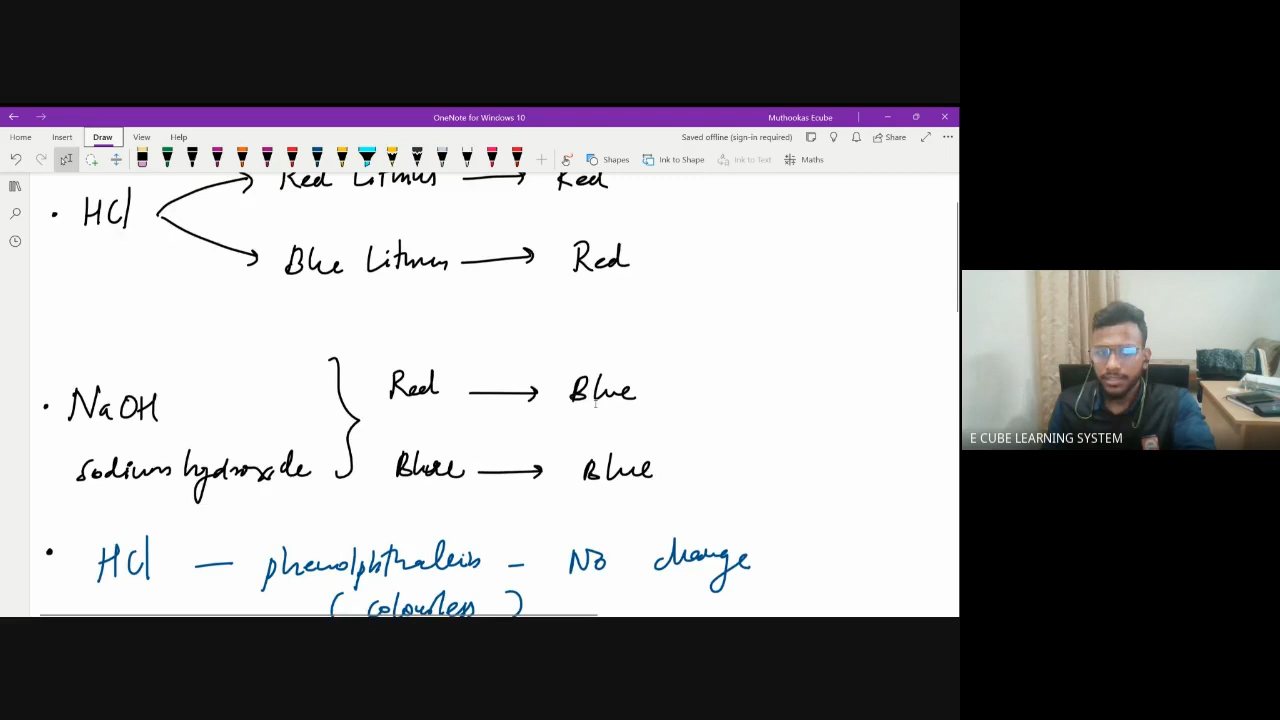 OneNote for Windows 10
Muthookas Ecube
Home Insert Draw View Help
Saved offline (sign-in required) Share
Shapes Ink to Shape Ink to Text Maths
Red Litmus → Red
• HCl
Blue Litmus → Red
Red → Blue
• NaOH
sodium hydroxide
Blue → Blue
• HCl — phenolphthalein - No change
(colourless)
E CUBE LEARNING SYSTEM